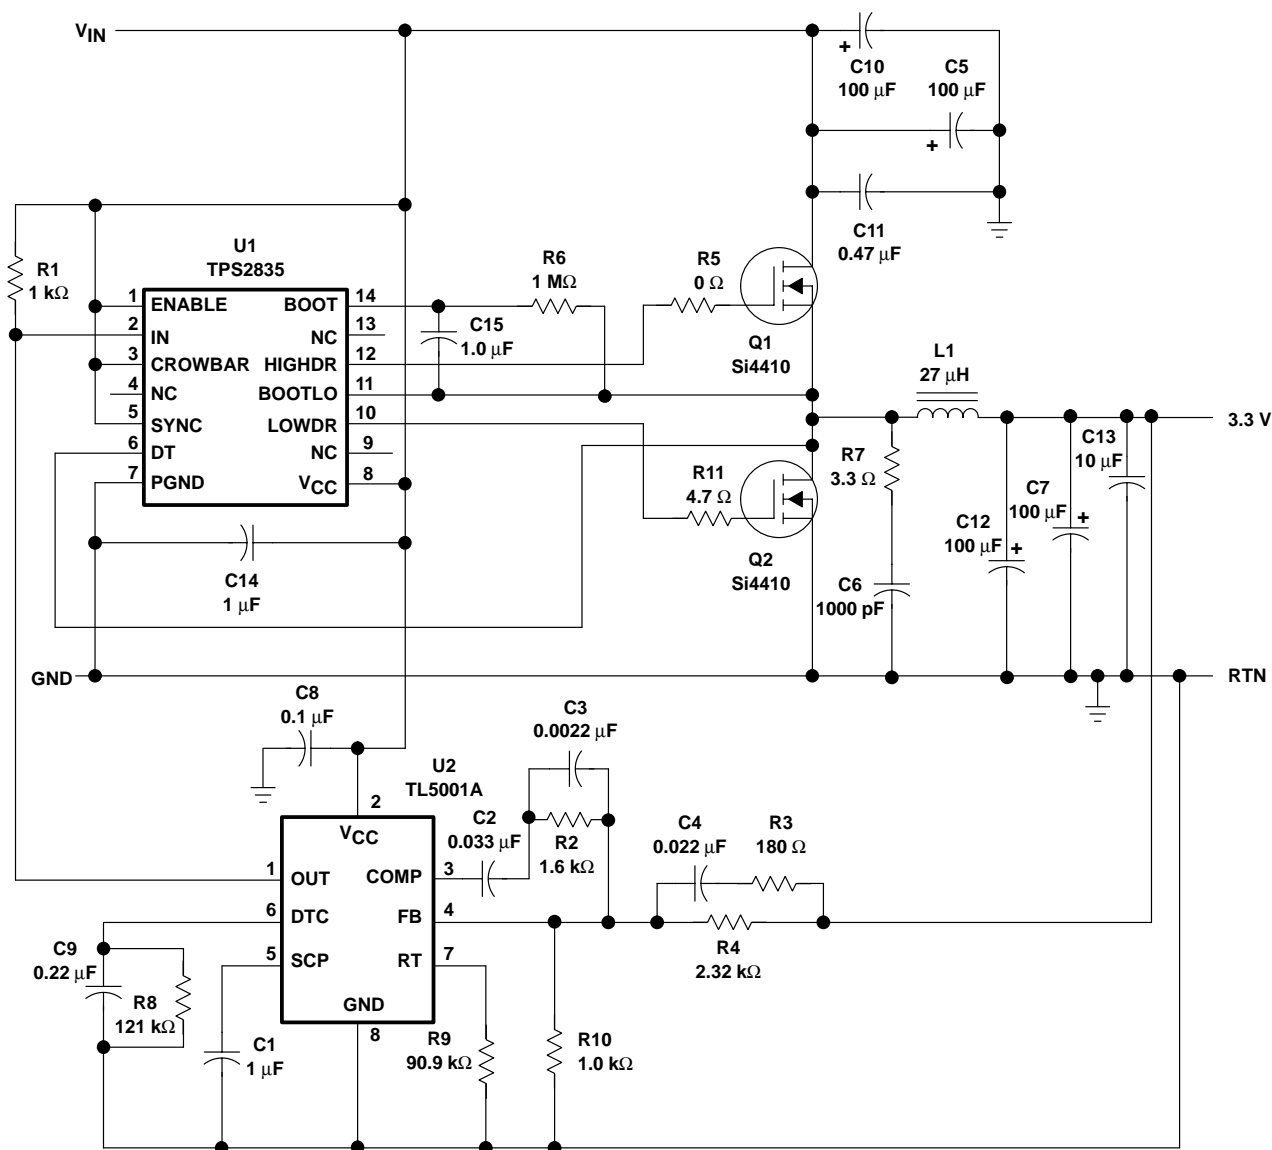 VIN
+
C10
100 μF
C5
100 μF
+
C11
0.47 μF
U1
TPS2835
R1
1 kΩ
1 ENABLE BOOT 14
2 IN NC 13
3 CROWBAR HIGHDR 12
4 NC BOOTLO 11
5 SYNC LOWDR 10
6 DT NC 9
7 PGND VCC 8
R6
1 MΩ
C15
1.0 μF
R5
0 Ω
Q1
Si4410
L1
27 μH
3.3 V
R11
4.7 Ω
Q2
Si4410
R7
3.3 Ω
C6
1000 pF
C12
100 μF
+
C7
100 μF
+
C13
10 μF
C14
1 μF
GND
RTN
C8
0.1 μF
C3
0.0022 μF
U2
TL5001A
2
VCC
C2
0.033 μF
R2
1.6 kΩ
C4
0.022 μF
R3
180 Ω
1 OUT COMP 3
6 DTC FB 4
5 SCP RT 7
GND
8
R4
2.32 kΩ
C9
0.22 μF
R8
121 kΩ
C1
1 μF
R9
90.9 kΩ
R10
1.0 kΩ